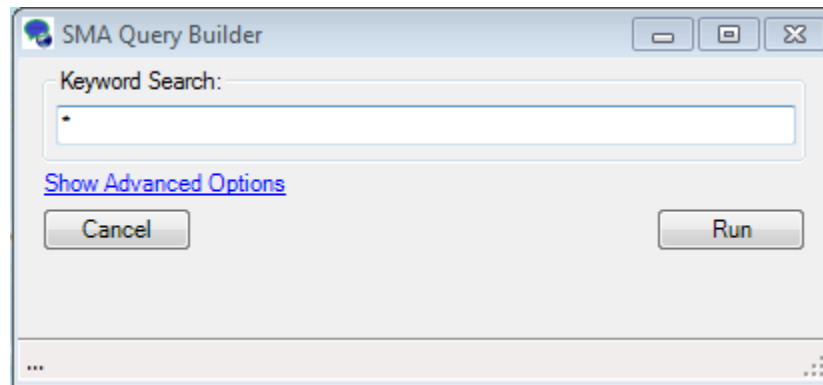 SMA Query Builder
Keyword Search:
*
Show Advanced Options
Cancel
Run
...